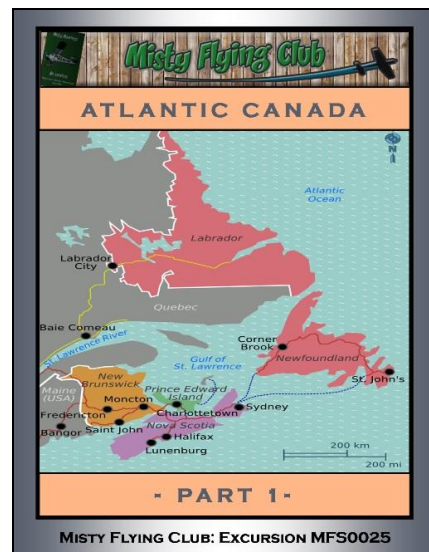 Misty Flying Club
ATLANTIC CANADA
N
Atlantic
Ocean
Labrador
Labrador
City
Quebec
Baie Comeau
St. Lawrence River
Gulf of
St. Lawrence
Corner
Brook
Newfoundland
St. John's
Maine
(USA)
New
Brunswick
Moncton
Prince Edward
Island
Charlottetown
Sydney
Fredericton
Bangor
Saint John
Nova Scotia
Halifax
Lunenburg
200 km
200 mi
- PART 1-
MISTY FLYING CLUB: EXCURSION MFS0025